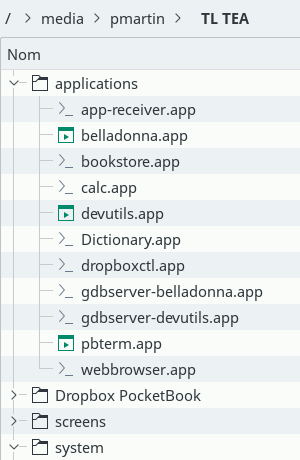 / > media > pmartin > TL TEA
Nom
applications
app-receiver.app
belladonna.app
bookstore.app
calc.app
devutils.app
Dictionary.app
dropboxctl.app
gdbserver-belladonna.app
gdbserver-devutils.app
pbterm.app
webbrowser.app
Dropbox PocketBook
screens
system